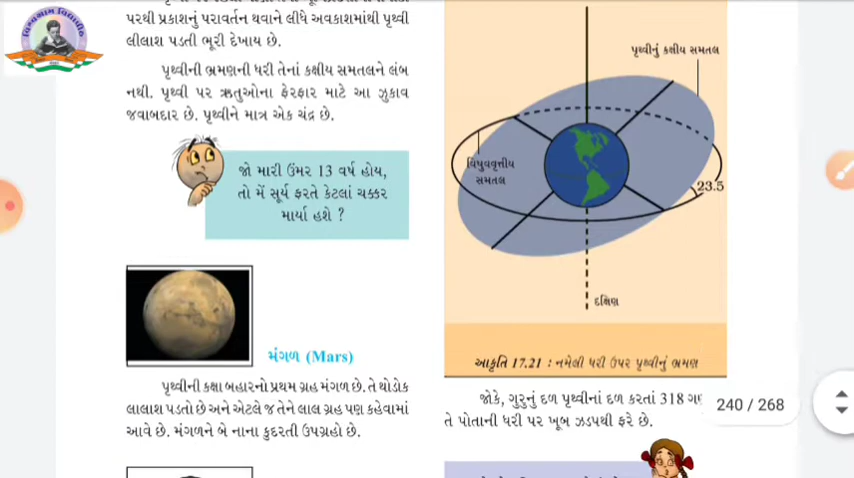 પરથી પ્રકાશનું પરાવર્તન થવાને લીધે અવકાશમાંથી પૃથ્વી
લીલાશ પડતી ભૂરી દેખાય છે.
પૃથ્વીની ભ્રમણની ધરી તેનાં કક્ષીય સમતલને લંબ
નથી. પૃથ્વી પર ઋતુઓના ફેરફાર માટે આ ઝુકાવ
જવાબદાર છે. પૃથ્વીને માત્ર એક ચંદ્ર છે.
જો મારી ઉંમર 13 વર્ષ હોય,
તો મેં સૂર્ય ફરતે કેટલાં ચક્કર
માર્યા હશે ?
મંગળ (Mars)
પૃથ્વીની કક્ષા બહારનો પ્રથમ ગ્રહ મંગળ છે. તે થોડોક
લાલાશ પડતો છે અને એટલે જ તેને લાલ ગ્રહ પણ કહેવામાં
આવે છે. મંગળને બે નાના કુદરતી ઉપગ્રહો છે.
પૃથ્વીનું કક્ષીય સમતલ
વિષુવવૃત્તીય
સમતલ
23.5
દક્ષિણ
આકૃતિ 17.21 : નમેલી ધરી ઉપર પૃથ્વીનું ભ્રમણ
જોકે, ગુરુનું દળ પૃથ્વીનાં દળ કરતાં 318
તે પોતાની ધરી પર ખૂબ ઝડપથી ફરે છે.
240 / 268